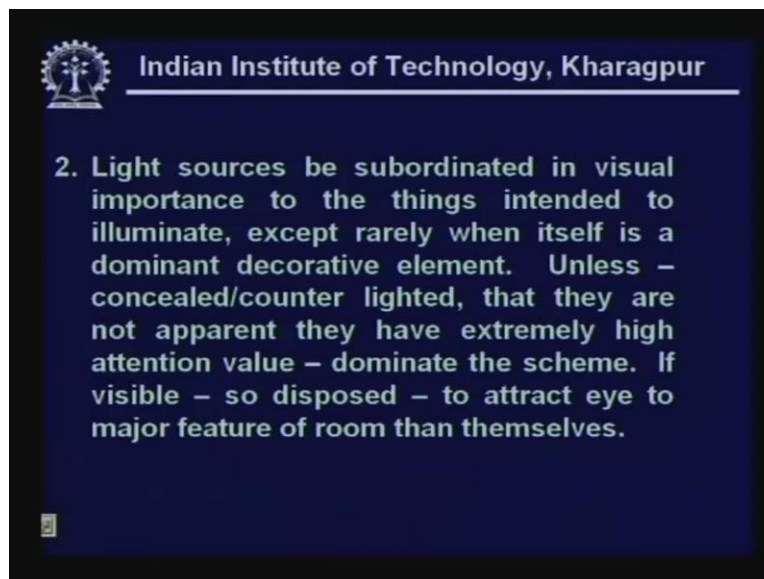 Indian Institute of Technology, Kharagpur
2. Light sources be subordinated in visual
importance to the things intended to
illuminate, except rarely when itself is a
dominant decorative element. Unless –
concealed/counter lighted, that they are
not apparent they have extremely high
attention value – dominate the scheme. If
visible – so disposed – to attract eye to
major feature of room than themselves.